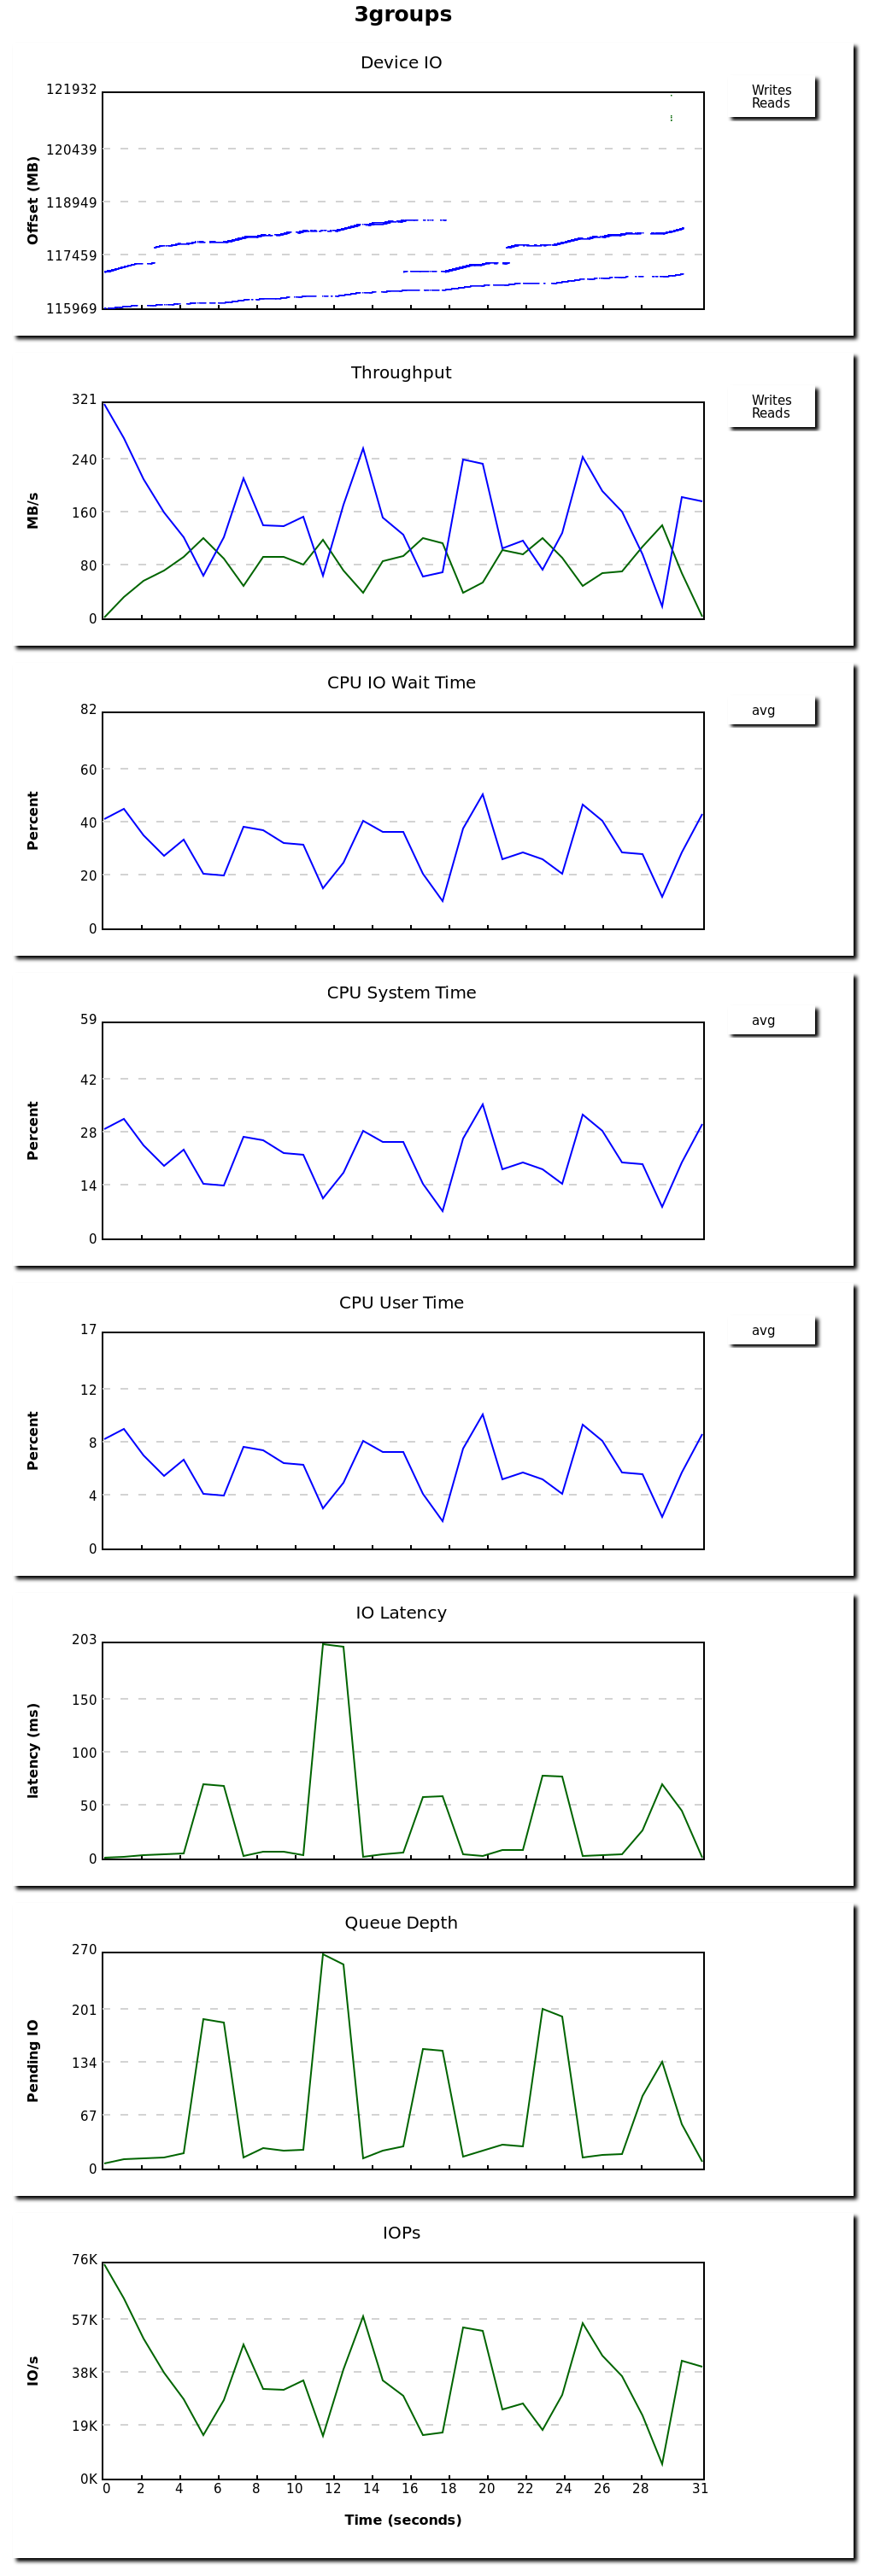 3groups
Device IO
121932
120439
118949
117459
115969
Offset (MB)
Writes
Reads
Throughput
321
240
160
80
0
MB/s
Writes
Reads
CPU IO Wait Time
82
60
40
20
0
Percent
avg
CPU System Time
59
42
28
14
0
Percent
avg
CPU User Time
17
12
8
4
0
Percent
avg
IO Latency
203
150
100
50
0
latency (ms)
Queue Depth
270
201
134
67
0
Pending IO
IOPs
76K
57K
38K
19K
0K
IO/s
0 2 4 6 8 10 12 14 16 18 20 22 24 26 28 31
Time (seconds)